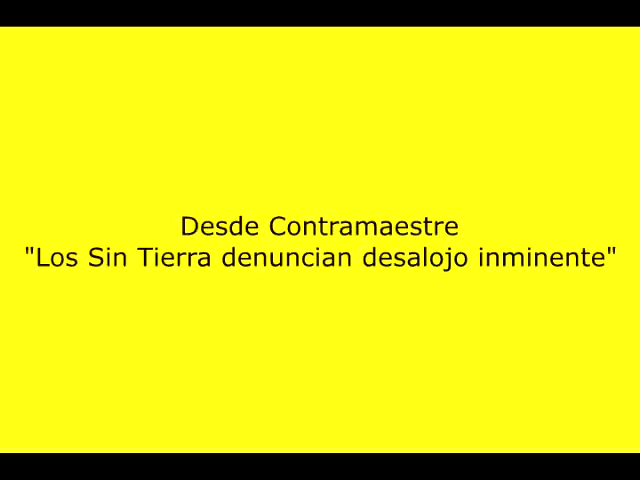 Desde Contramaestre
"Los Sin Tierra denuncian desalojo inminente"